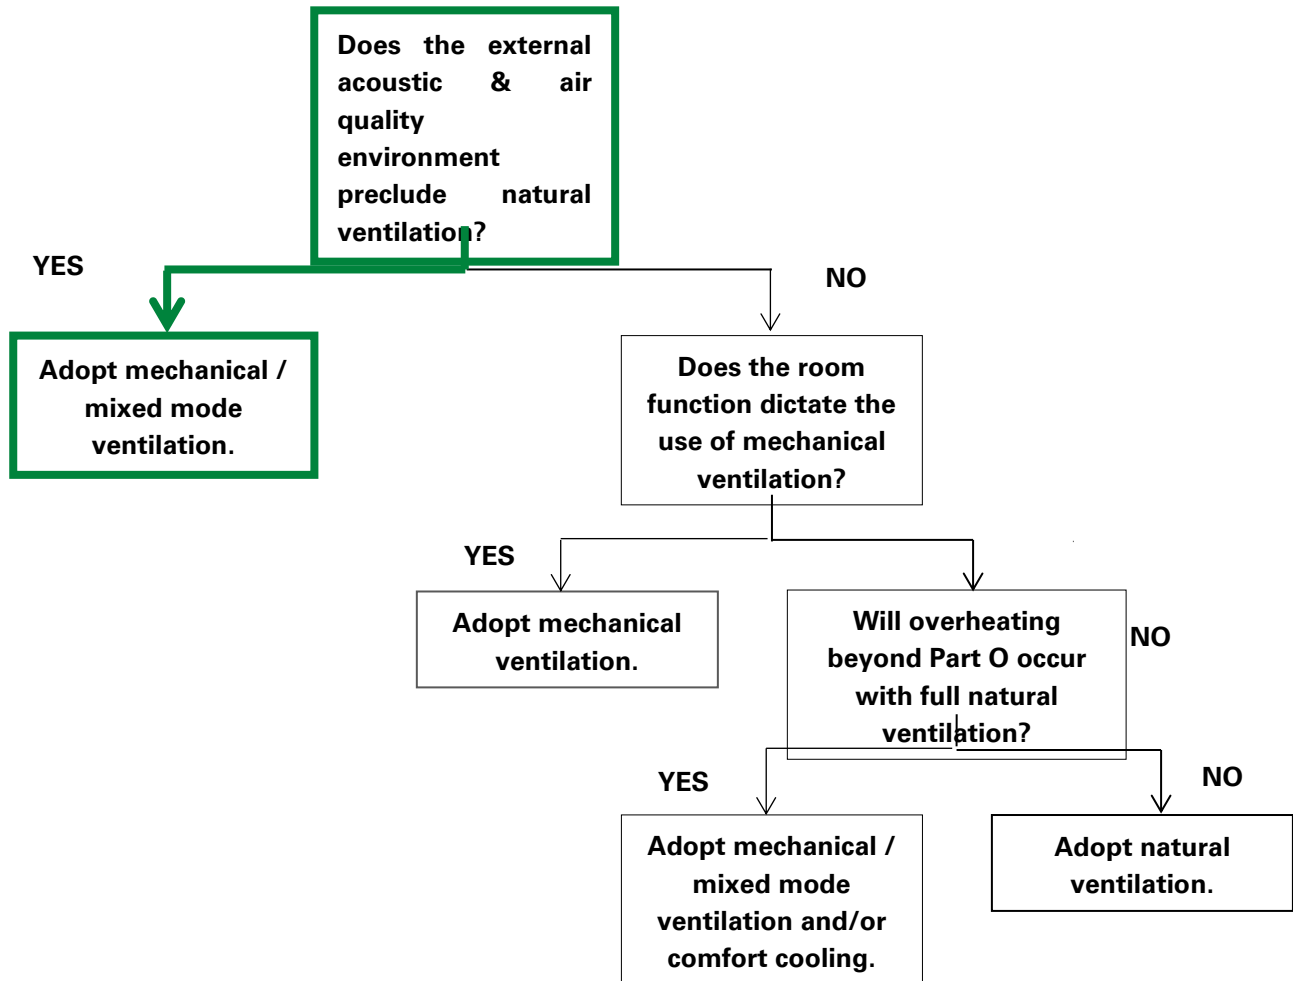 Does the external
acoustic & air
quality
environment
preclude natural
ventilation?
YES
NO
Adopt mechanical /
mixed mode
ventilation.
Does the room
function dictate the
use of mechanical
ventilation?
YES
NO
Adopt mechanical
ventilation.
Will overheating
beyond Part O occur
with full natural
ventilation?
YES
NO
Adopt mechanical /
mixed mode
ventilation and/or
comfort cooling.
Adopt natural
ventilation.